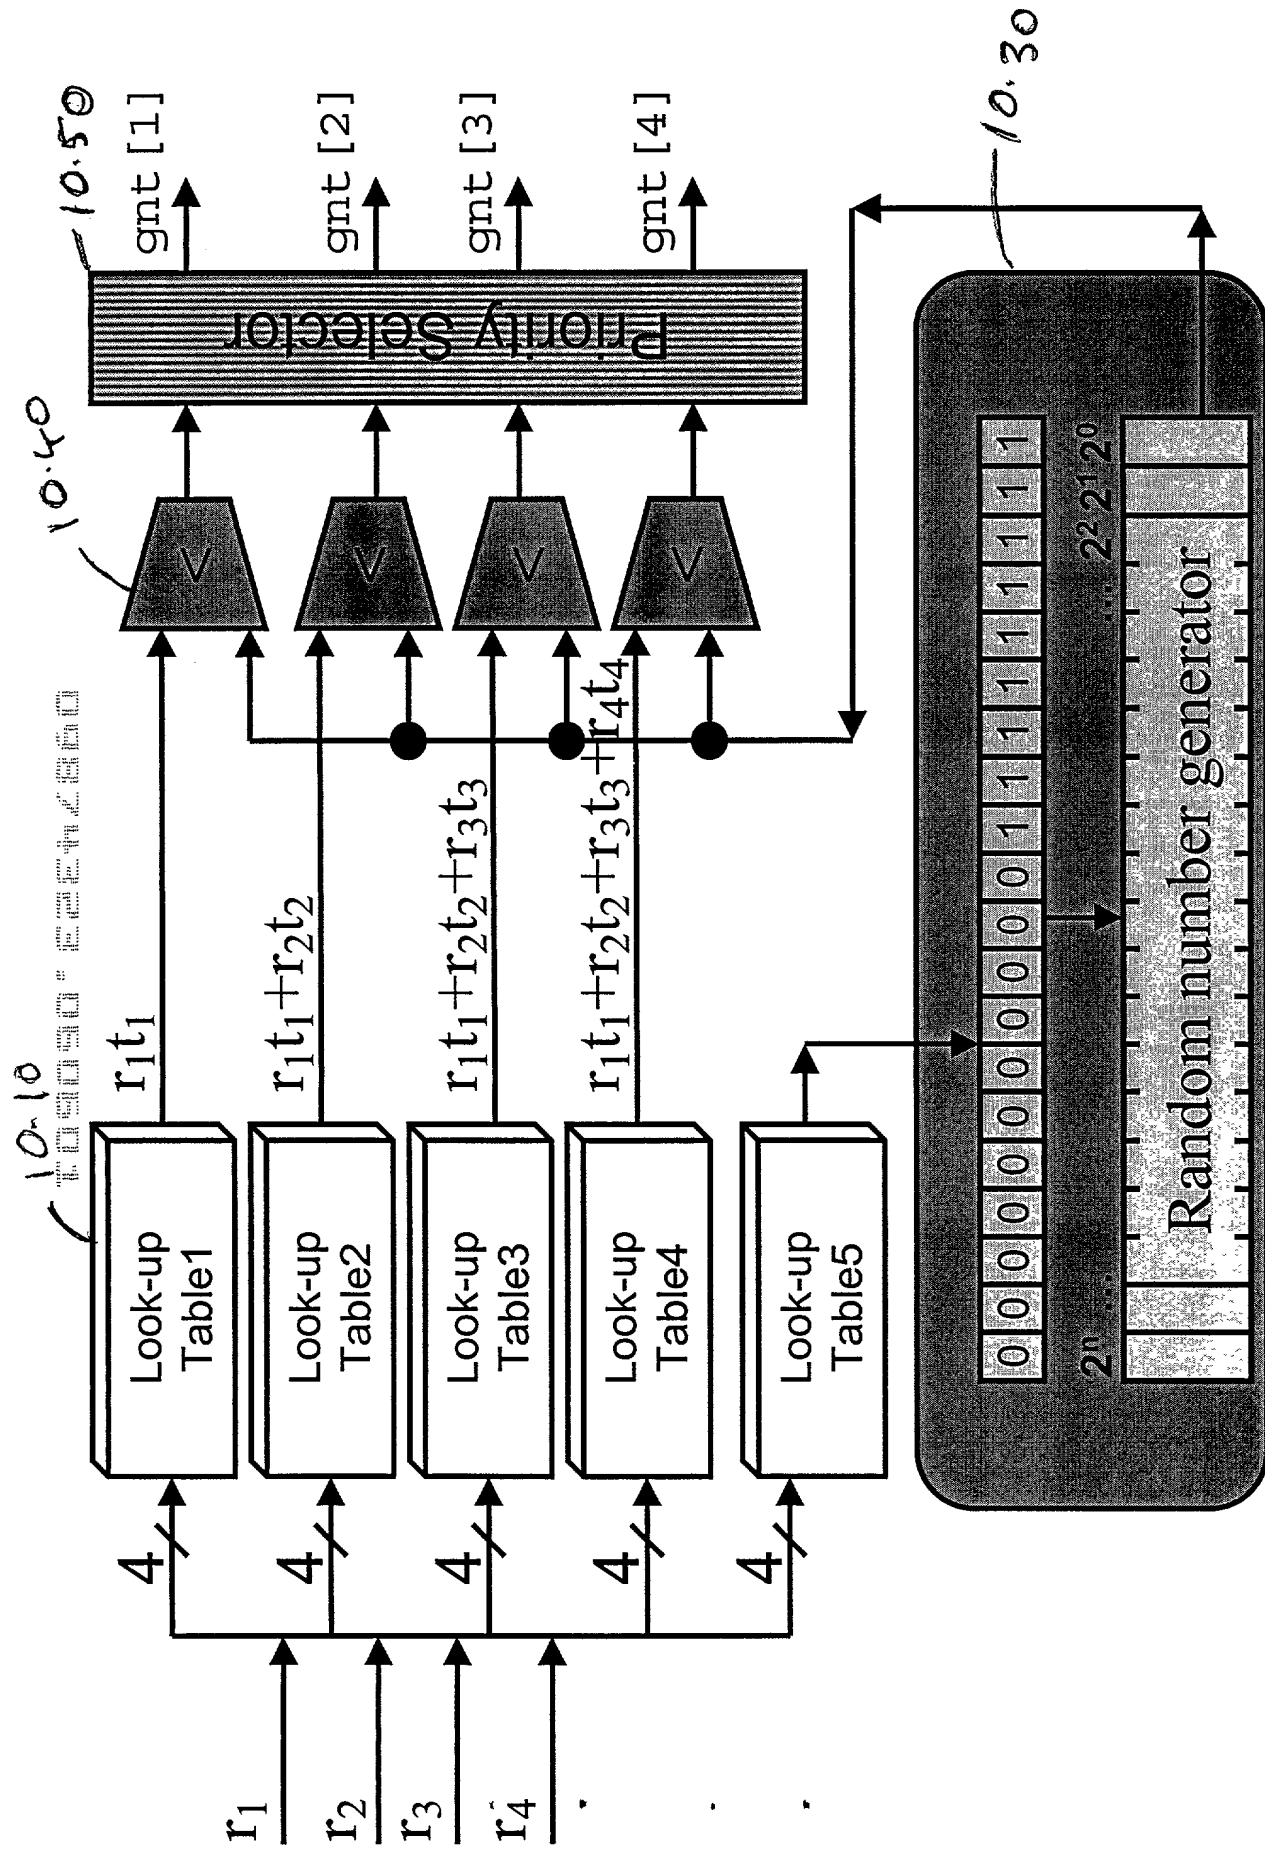 10.10
10.40
10.50
r1
r2
r3
r4
4
4
4
4
4
Look-up
Table1
Look-up
Table2
Look-up
Table3
Look-up
Table4
Look-up
Table5
r1t1
r1t1+r2t2
r1t1+r2t2+r3t3
r1t1+r2t2+r3t3+r4t4
<
<
<
<
Priority Selector
gnt [1]
gnt [2]
gnt [3]
gnt [4]
0 0 0 0 0 0 0 0 0 0 0 1 1 1 1 1 1 1 1 1
2ⁿ.... .... 2² 2¹ 2⁰
Random number generator
10.30